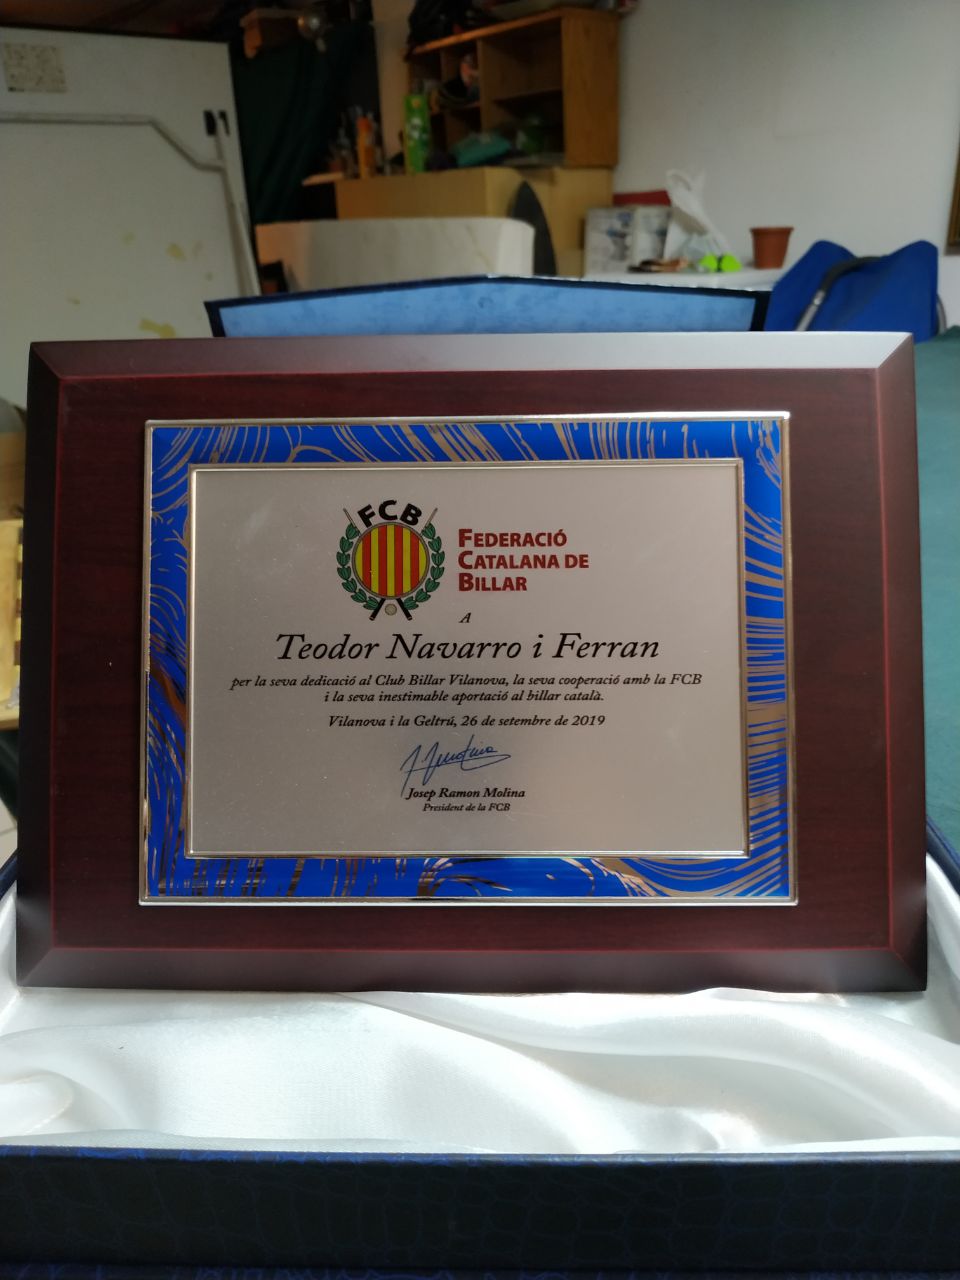 FCB
FEDERACIÓ
CATALANA DE
BILLAR
A
Teodor Navarro i Ferran
per la seva dedicació al Club Billar Vilanova, la seva cooperació amb la FCB
i la seva inestimable aportació al billar català.
Vilanova i la Geltrú, 26 de setembre de 2019
Josep Ramon Molina
President de la FCB